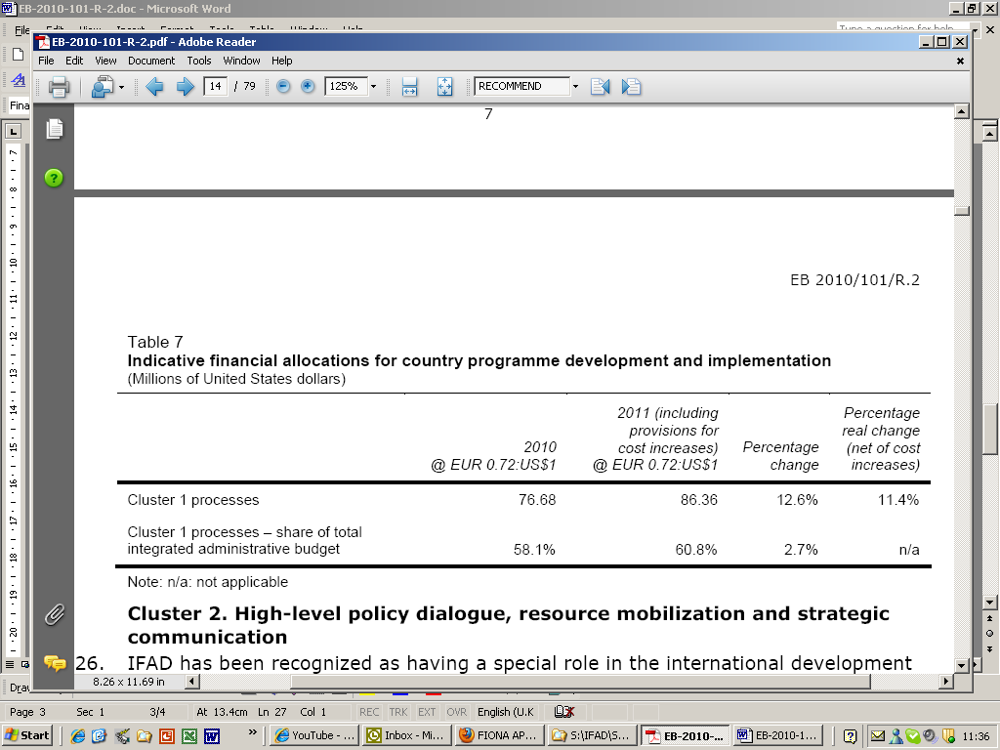 EB-2010-101-R-2.doc - Microsoft Word
EB-2010-101-R-2.pdf - Adobe Reader
File Edit View Document Tools Window Help
14 / 79 125% RECOMMEND
Fina
7
EB 2010/101/R.2
Table 7
Indicative financial allocations for country programme development and implementation
(Millions of United States dollars)
2010
@ EUR 0.72:US$1
2011 (including
provisions for
cost increases)
@ EUR 0.72:US$1
Percentage
change
Percentage
real change
(net of cost
increases)
Cluster 1 processes 76.68 86.36 12.6% 11.4%
Cluster 1 processes – share of total
integrated administrative budget 58.1% 60.8% 2.7% n/a
Note: n/a: not applicable
Cluster 2. High-level policy dialogue, resource mobilization and strategic
communication
26. IFAD has been recognized as having a special role in the international development
8.26 x 11.69 in
Page 3 Sec 1 3/4 At 13.4cm Ln 27 Col 1 REC TRK EXT OVR English (U.K
Start » YouTube - ... Inbox - Mi... FIONA AP... S:\IFAD\S... EB-2010-... EB-2010-1... 11:36